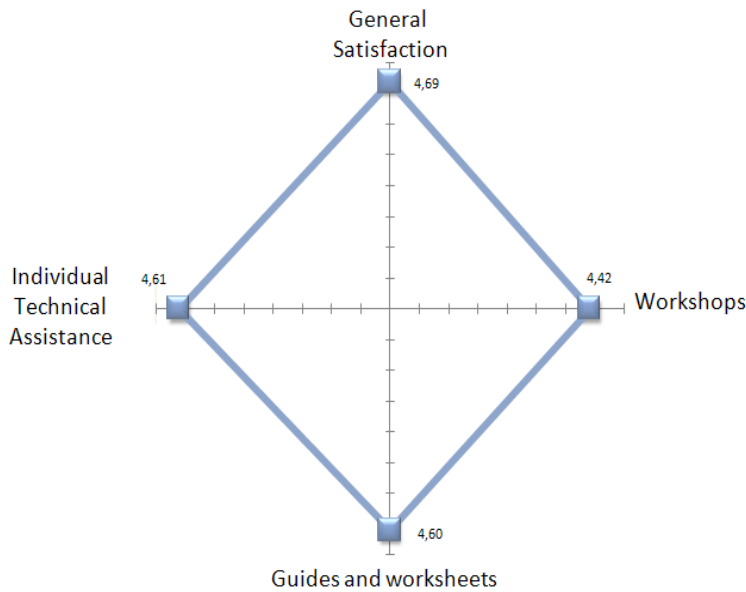 General
Satisfaction
4,69
Individual
Technical
Assistance
4,61
4,42
Workshops
4,60
Guides and worksheets